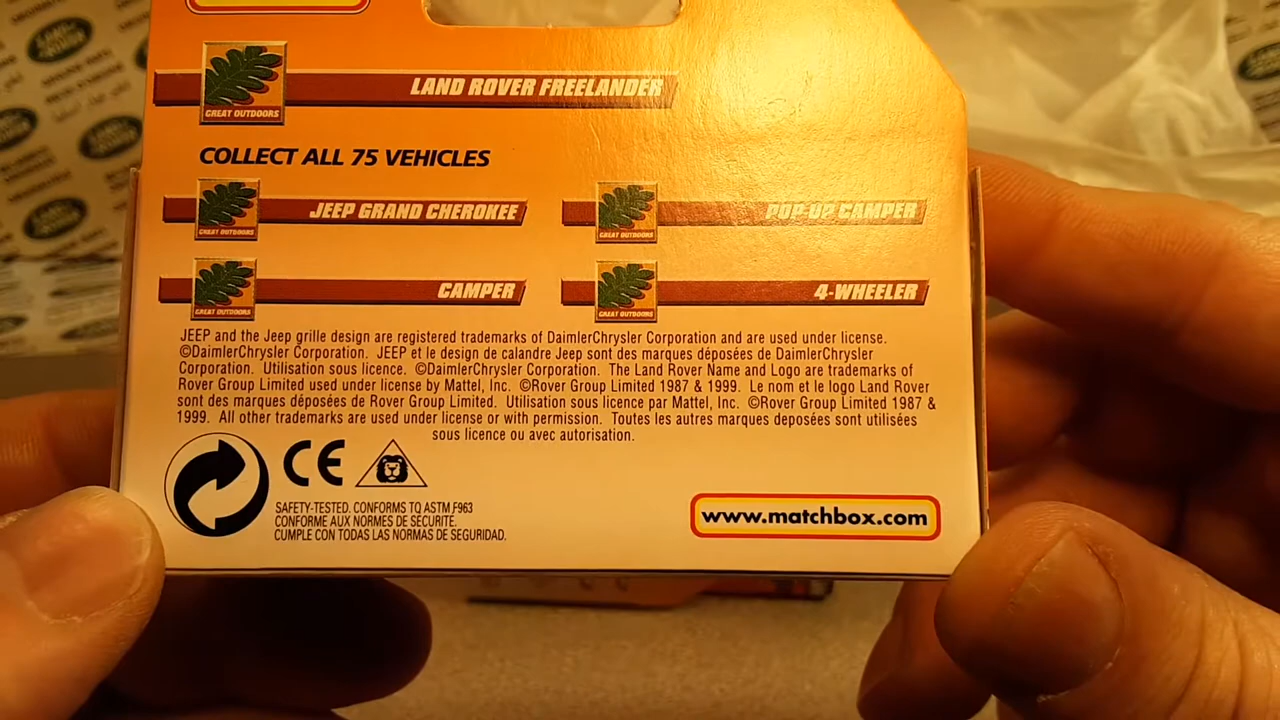 LAND ROVER FREELANDER
GREAT OUTDOORS
COLLECT ALL 75 VEHICLES
JEEP GRAND CHEROKEE
GREAT OUTDOORS
POP-UP CAMPER
GREAT OUTDOORS
CAMPER
GREAT OUTDOORS
4-WHEELER
GREAT OUTDOORS
JEEP and the Jeep grille design are registered trademarks of DaimlerChrysler Corporation and are used under license.
©DaimlerChrysler Corporation. JEEP et le design de calandre Jeep sont des marques déposées de DaimlerChrysler
Corporation. Utilisation sous licence. ©DaimlerChrysler Corporation. The Land Rover Name and Logo are trademarks of
Rover Group Limited used under license by Mattel, Inc. ©Rover Group Limited 1987 & 1999. Le nom et le logo Land Rover
sont des marques déposées de Rover Group Limited. Utilisation sous licence par Mattel, Inc. ©Rover Group Limited 1987 &
1999. All other trademarks are used under license or with permission. Toutes les autres marques deposées sont utilisées
sous licence ou avec autorisation.
CE
SAFETY-TESTED. CONFORMS TO ASTM F963
CONFORME AUX NORMES DE SÉCURITÉ.
CUMPLE CON TODAS LAS NORMAS DE SEGURIDAD.
www.matchbox.com